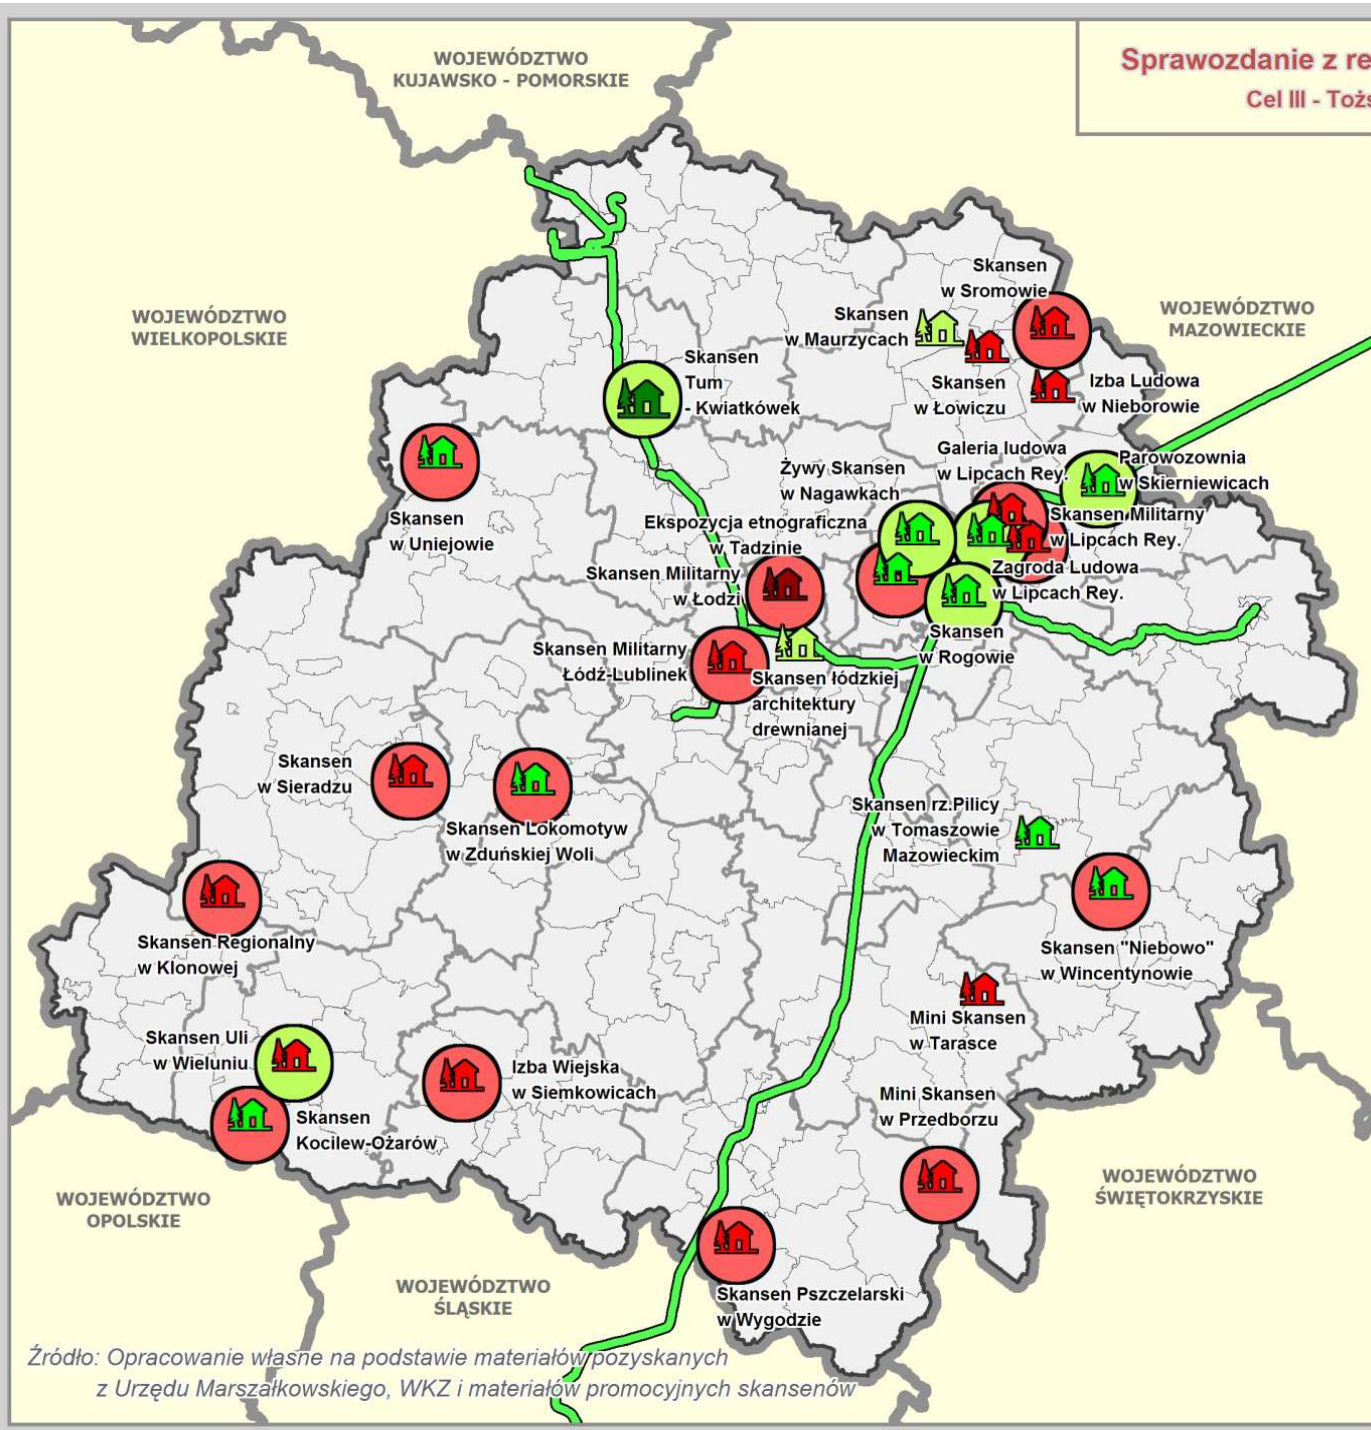 WOJEWÓDZTWO
KUJAWSKO - POMORSKIE
Sprawozdanie z re
Cel III - Tożs
WOJEWÓDZTWO
WIELKOPOLSKIE
WOJEWÓDZTWO
MAZOWIECKIE
Skansen
w Sromowie
Skansen
w Maurzycach
Skansen
w Łowiczu
Izba Ludowa
w Nieborowie
Skansen
Tum
- Kwiatkówek
Galeria ludowa
w Lipcach Rey.
Parowozownia
w Skierniewicach
Żywy Skansen
w Nagawkach
Skansen
w Uniejowie
Ekspozycja etnograficzna
w Tadzinie
Skansen Militarny
w Lipcach Rey.
Skansen Militarny
w Łodzi
Zagroda Ludowa
w Lipcach Rey.
Skansen
w Rogowie
Skansen Militarny
Łódź-Lublinek
Skansen łódzkiej
architektury
drewnianej
Skansen
w Sieradzu
Skansen Lokomotyw
w Zduńskiej Woli
Skansen rz.Pilicy
w Tomaszowie
Mazowieckim
Skansen Regionalny
w Klonowej
Skansen "Niebowo"
w Wincentynowie
Mini Skansen
w Tarasce
Skansen Uli
w Wieluniu
Izba Wiejska
w Siemkowicach
Mini Skansen
w Przedborzu
Skansen
Kocilew-Ożarów
WOJEWÓDZTWO
OPOLSKIE
WOJEWÓDZTWO
ŚWIĘTOKRZYSKIE
WOJEWÓDZTWO
ŚLĄSKIE
Skansen Pszczelarski
w Wygodzie
Źródło: Opracowanie własne na podstawie materiałów pozyskanych
z Urzędu Marszałkowskiego, WKZ i materiałów promocyjnych skansenów